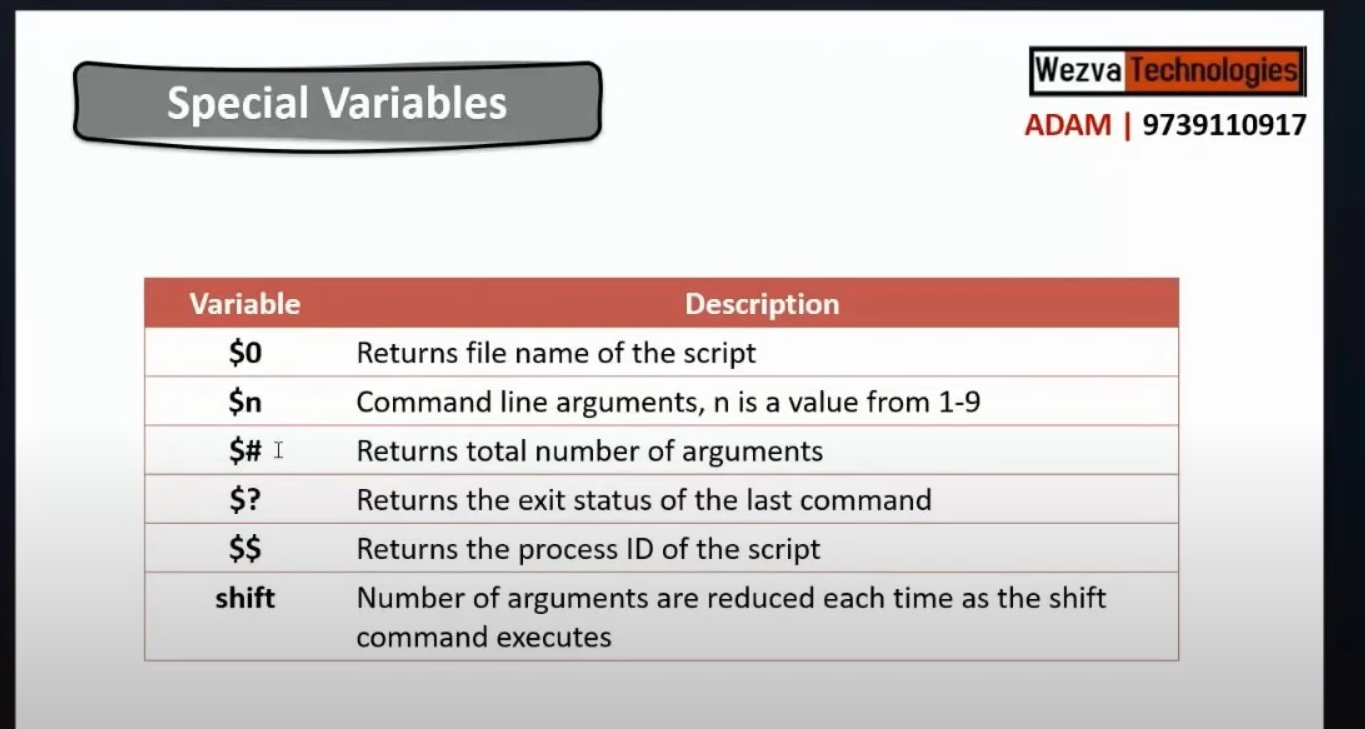 Special Variables
Wezva Technologies
ADAM | 9739110917
Variable Description
$0 Returns file name of the script
$n Command line arguments, n is a value from 1-9
$# Returns total number of arguments
$? Returns the exit status of the last command
$$ Returns the process ID of the script
shift Number of arguments are reduced each time as the shift
command executes